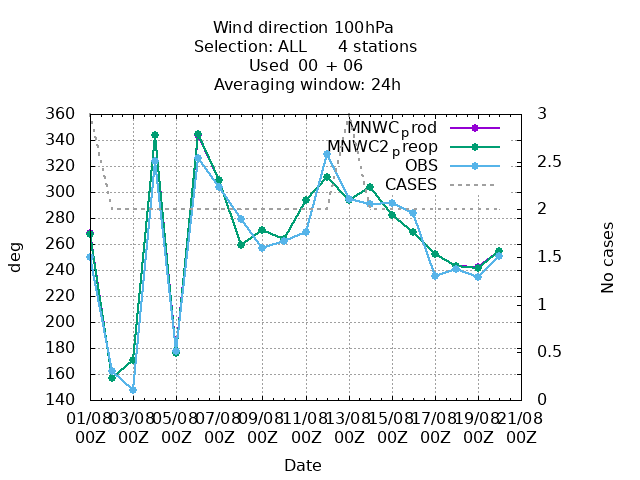 Wind direction 100hPa
Selection: ALL 4 stations
Used 00 + 06
Averaging window: 24h
MNWC_prod
MNWC2_preop
OBS
CASES
360
340
320
300
280
260
240
220
200
180
160
140
3
2.5
2
1.5
1
0.5
0
deg
No cases
01/08 03/08 05/08 07/08 09/08 11/08 13/08 15/08 17/08 19/08 21/08
00Z 00Z 00Z 00Z 00Z 00Z 00Z 00Z 00Z 00Z 00Z
Date